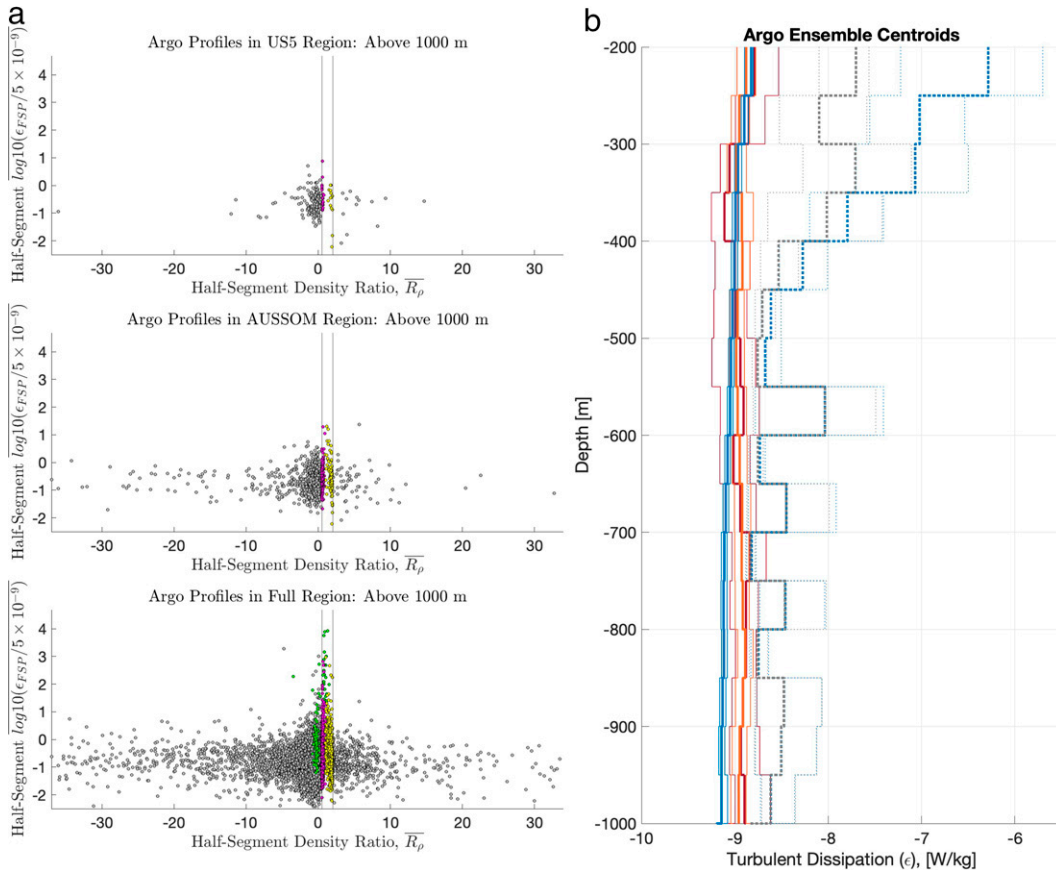 a
Argo Profiles in US5 Region: Above 1000 m
Half-Segment log10(ϵ_FSP/5 × 10⁻⁹)
4
3
2
1
0
-1
-2
-30 -20 -10 0 10 20 30
Half-Segment Density Ratio, R_ρ
Argo Profiles in AUSSOM Region: Above 1000 m
Half-Segment log10(ϵ_FSP/5 × 10⁻⁹)
4
3
2
1
0
-1
-2
-30 -20 -10 0 10 20 30
Half-Segment Density Ratio, R_ρ
Argo Profiles in Full Region: Above 1000 m
Half-Segment log10(ϵ_FSP/5 × 10⁻⁹)
4
3
2
1
0
-1
-2
-30 -20 -10 0 10 20 30
Half-Segment Density Ratio, R_ρ
b
Argo Ensemble Centroids
Depth [m]
-200
-300
-400
-500
-600
-700
-800
-900
-1000
-10 -9 -8 -7 -6
Turbulent Dissipation (ϵ), [W/kg]